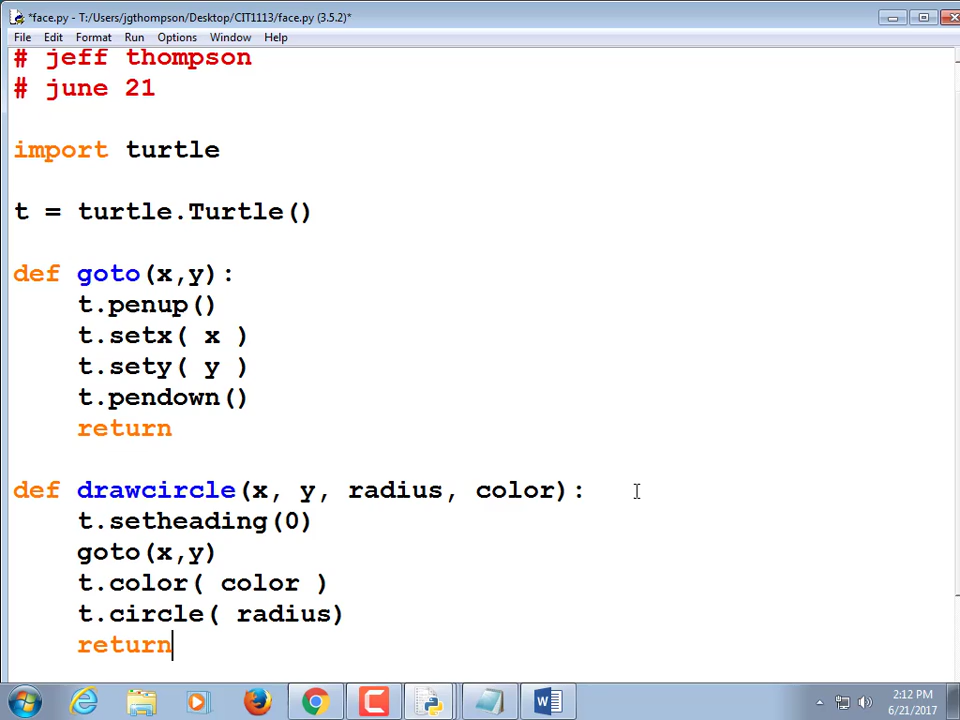 *face.py - T:/Users/jgthompson/Desktop/CIT1113/face.py (3.5.2)*
File Edit Format Run Options Window Help
# jeff thompson
# june 21
import turtle
t = turtle.Turtle()
def goto(x,y):
    t.penup()
    t.setx( x )
    t.sety( y )
    t.pendown()
    return
def drawcircle(x, y, radius, color):
    t.setheading(0)
    goto(x,y)
    t.color( color )
    t.circle( radius)
    return
2:12 PM
6/21/2017